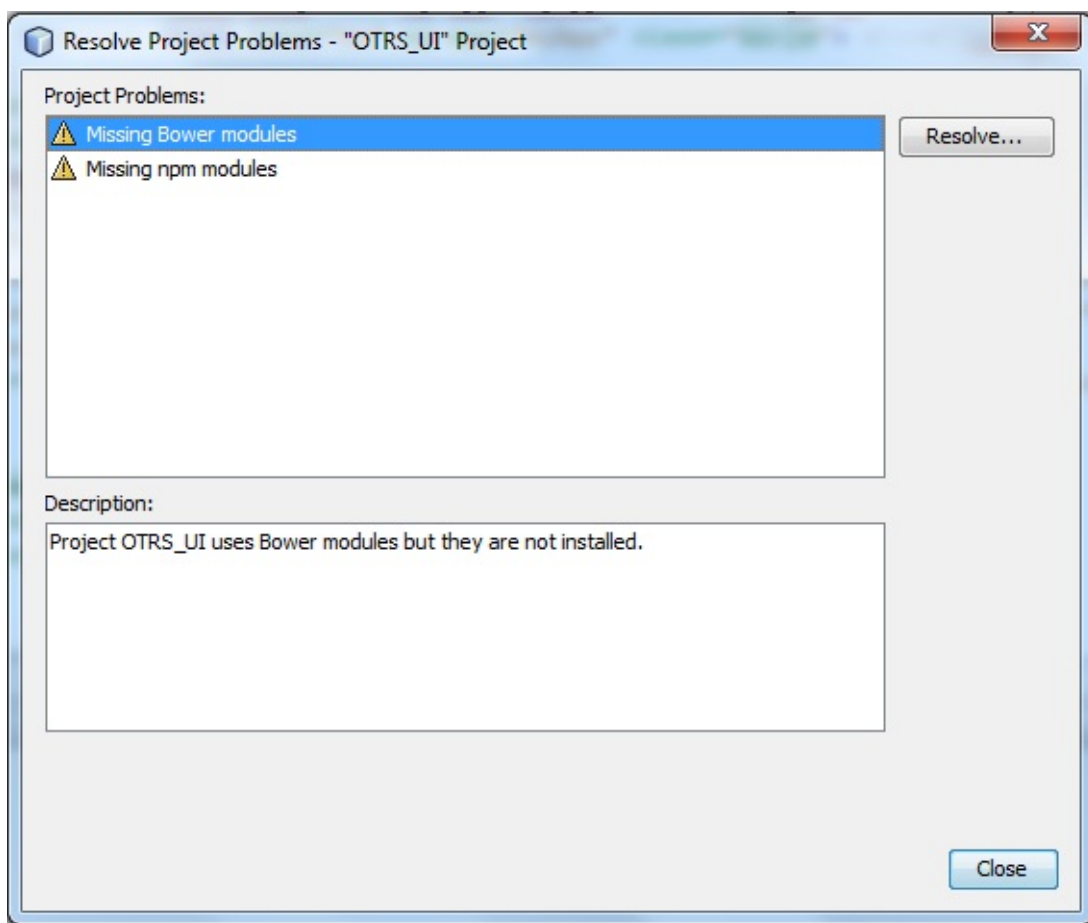 Resolve Project Problems - "OTRS_UI" Project
Project Problems:
Missing Bower modules
Resolve...
Missing npm modules
Description:
Project OTRS_UI uses Bower modules but they are not installed.
Close